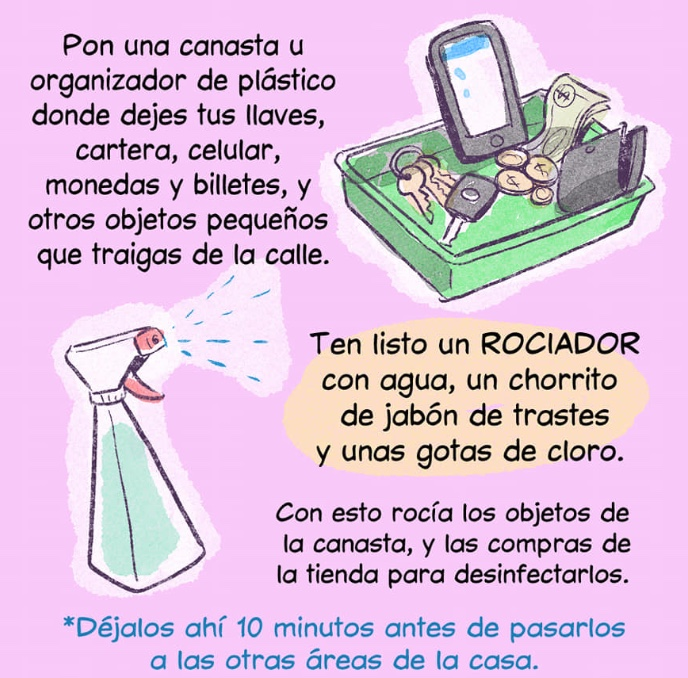 Pon una canasta u
organizador de plástico
donde dejes tus llaves,
cartera, celular,
monedas y billetes, y
otros objetos pequeños
que traigas de la calle.
Ten listo un ROCIADOR
con agua, un chorrito
de jabón de trastes
y unas gotas de cloro.
Con esto rocía los objetos de
la canasta, y las compras de
la tienda para desinfectarlos.
*Déjalos ahí 10 minutos antes de pasarlos
a las otras áreas de la casa.